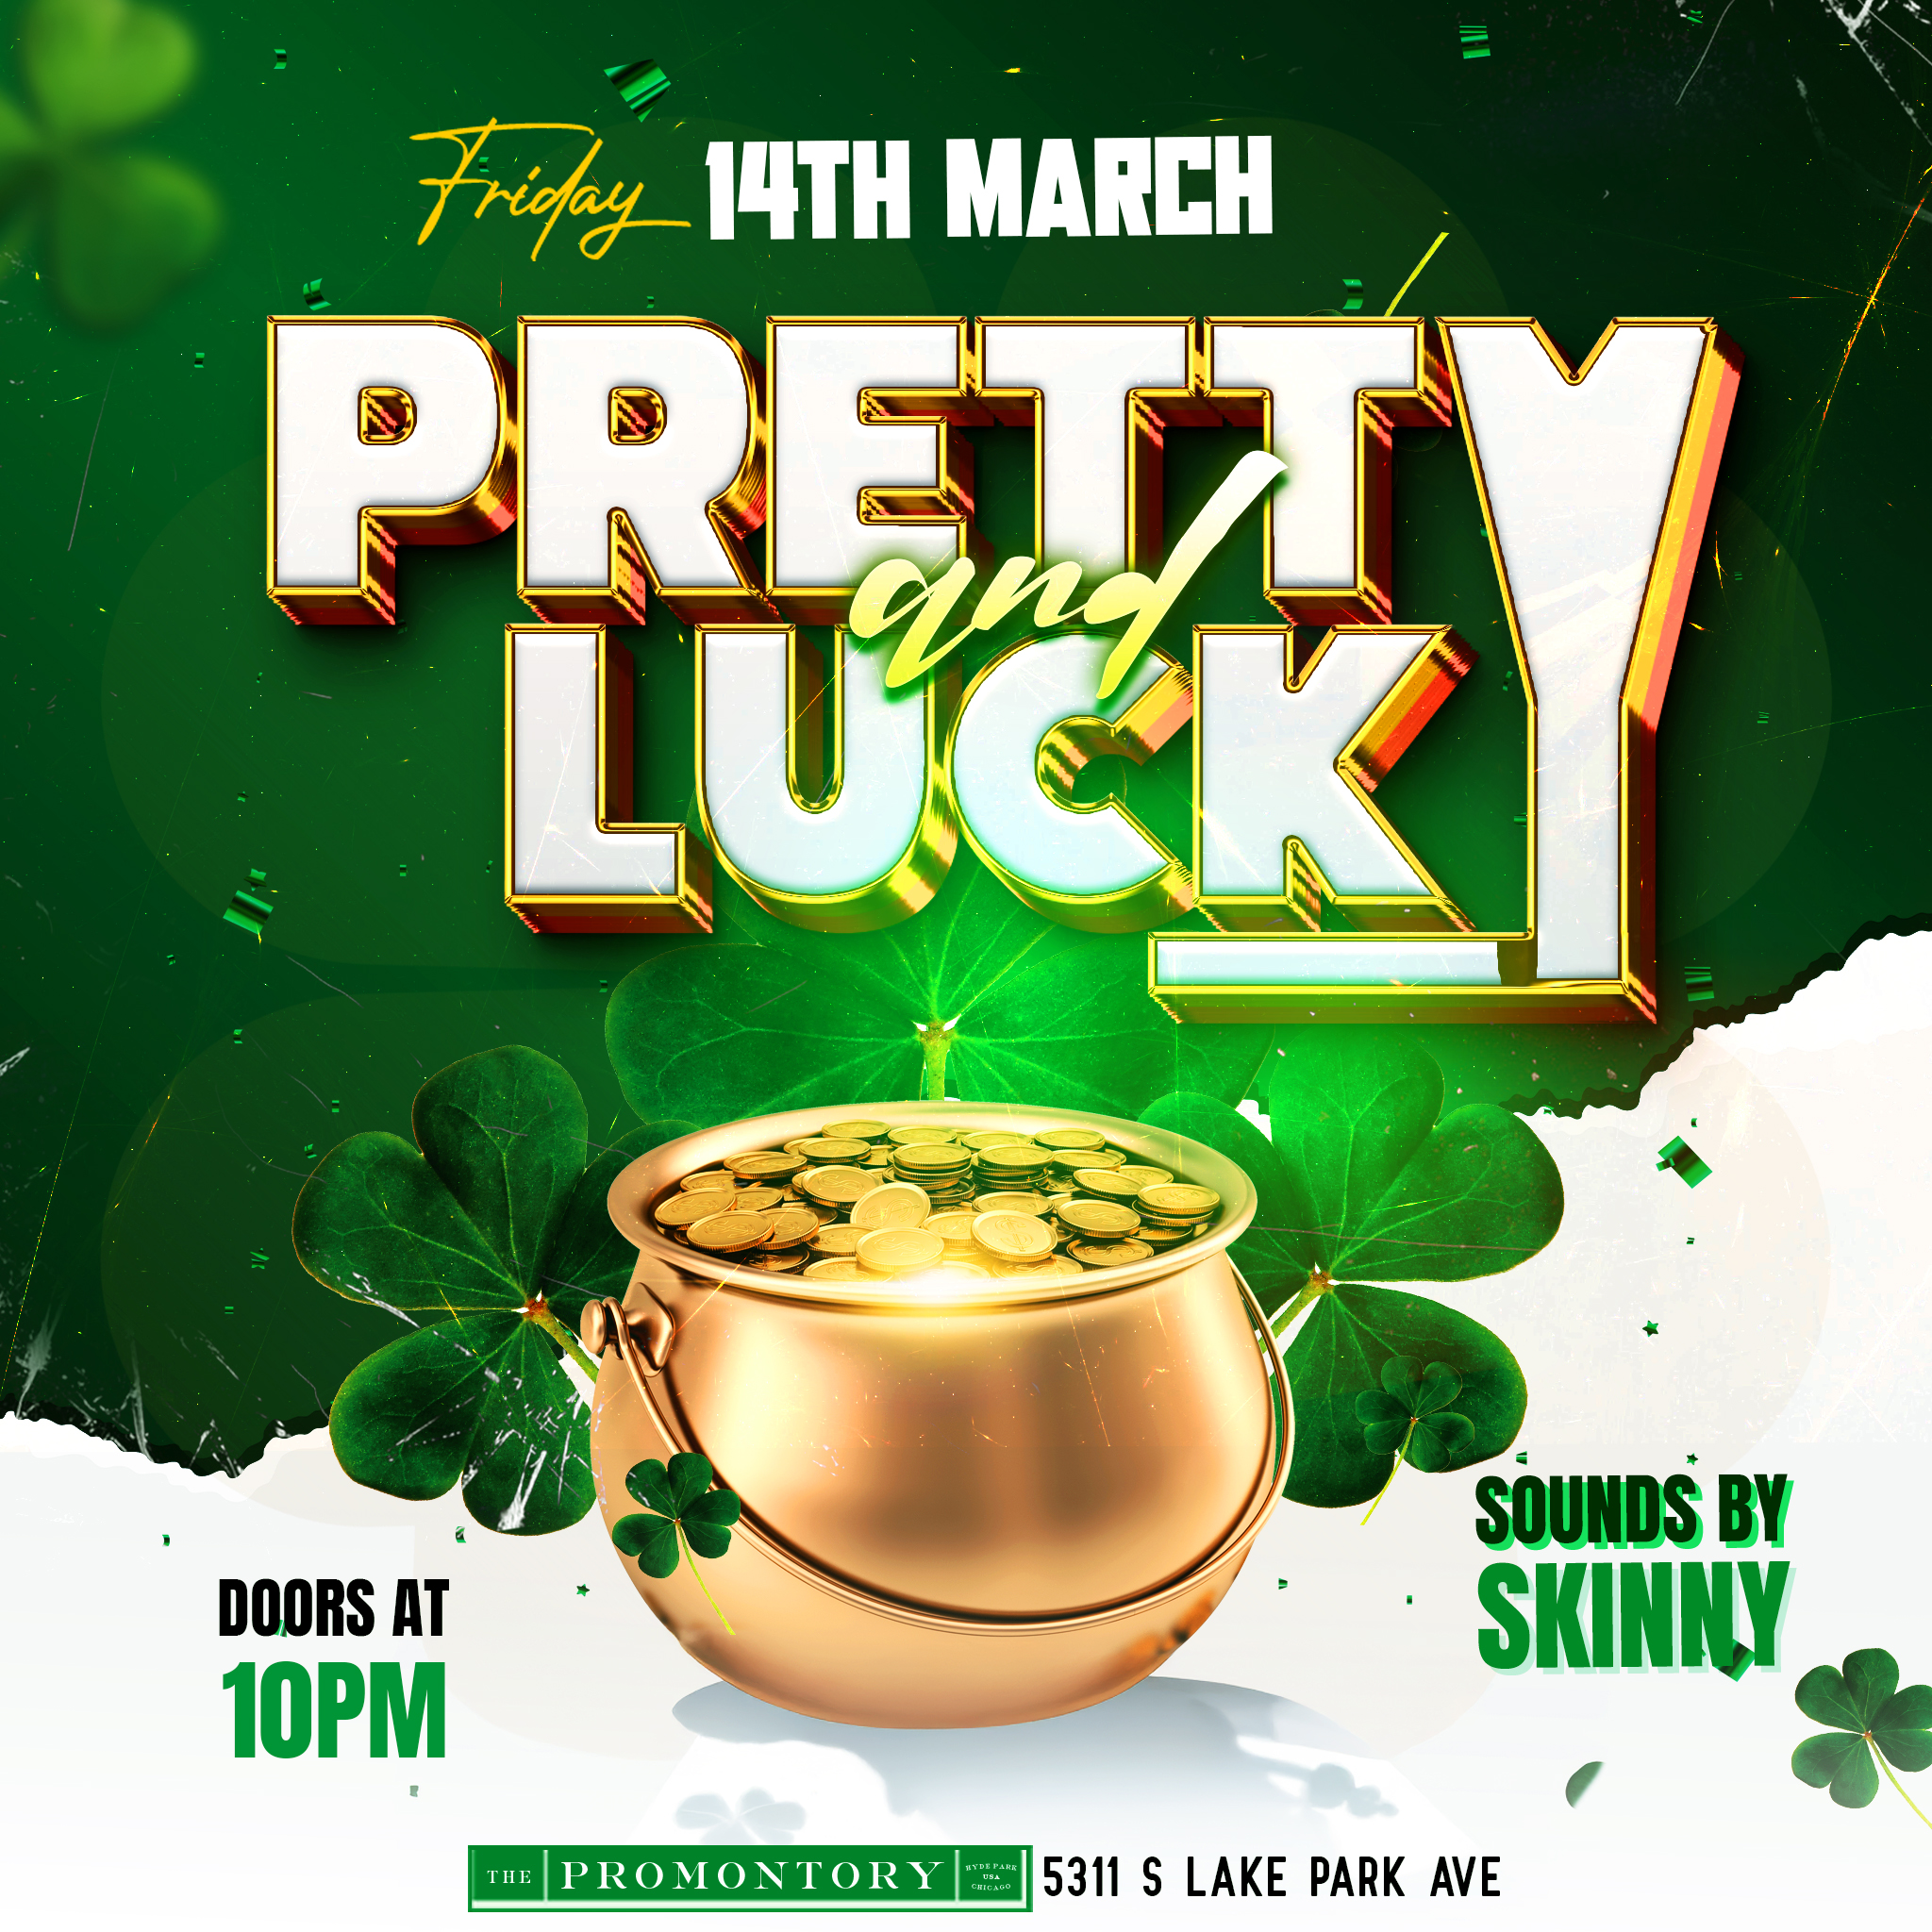 Friday 14TH MARCH
PRETTY
and
LUCKY
DOORS AT
10PM
SOUNDS BY
SKINNY
THE PROMONTORY HYDE PARK USA CHICAGO 5311 S LAKE PARK AVE